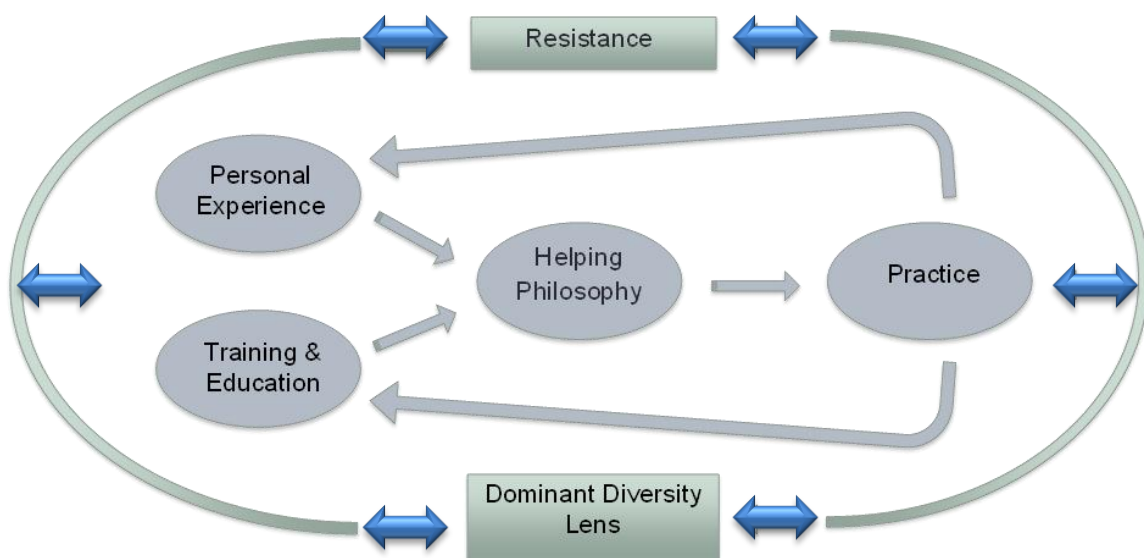 Resistance
Personal
Experience
Helping
Philosophy
Practice
Training &
Education
Dominant Diversity
Lens